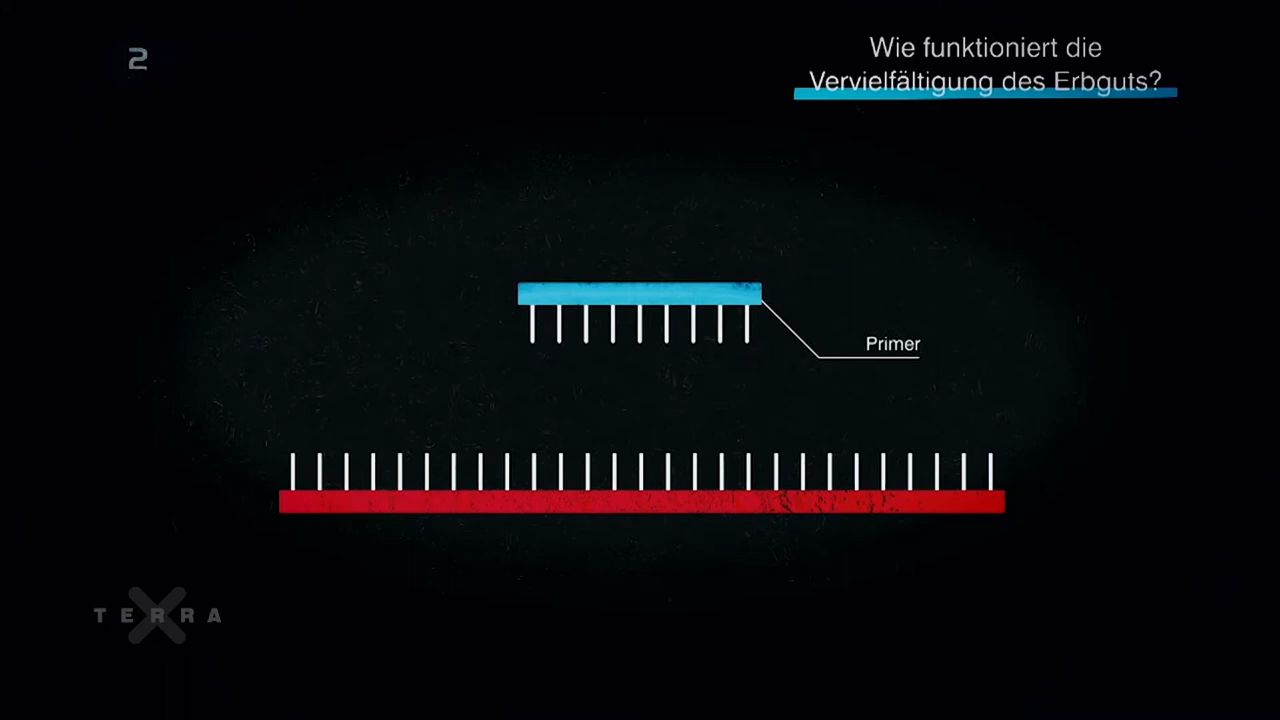 2
Wie funktioniert die
Vervielfältigung des Erbguts?
Primer
TERRA X